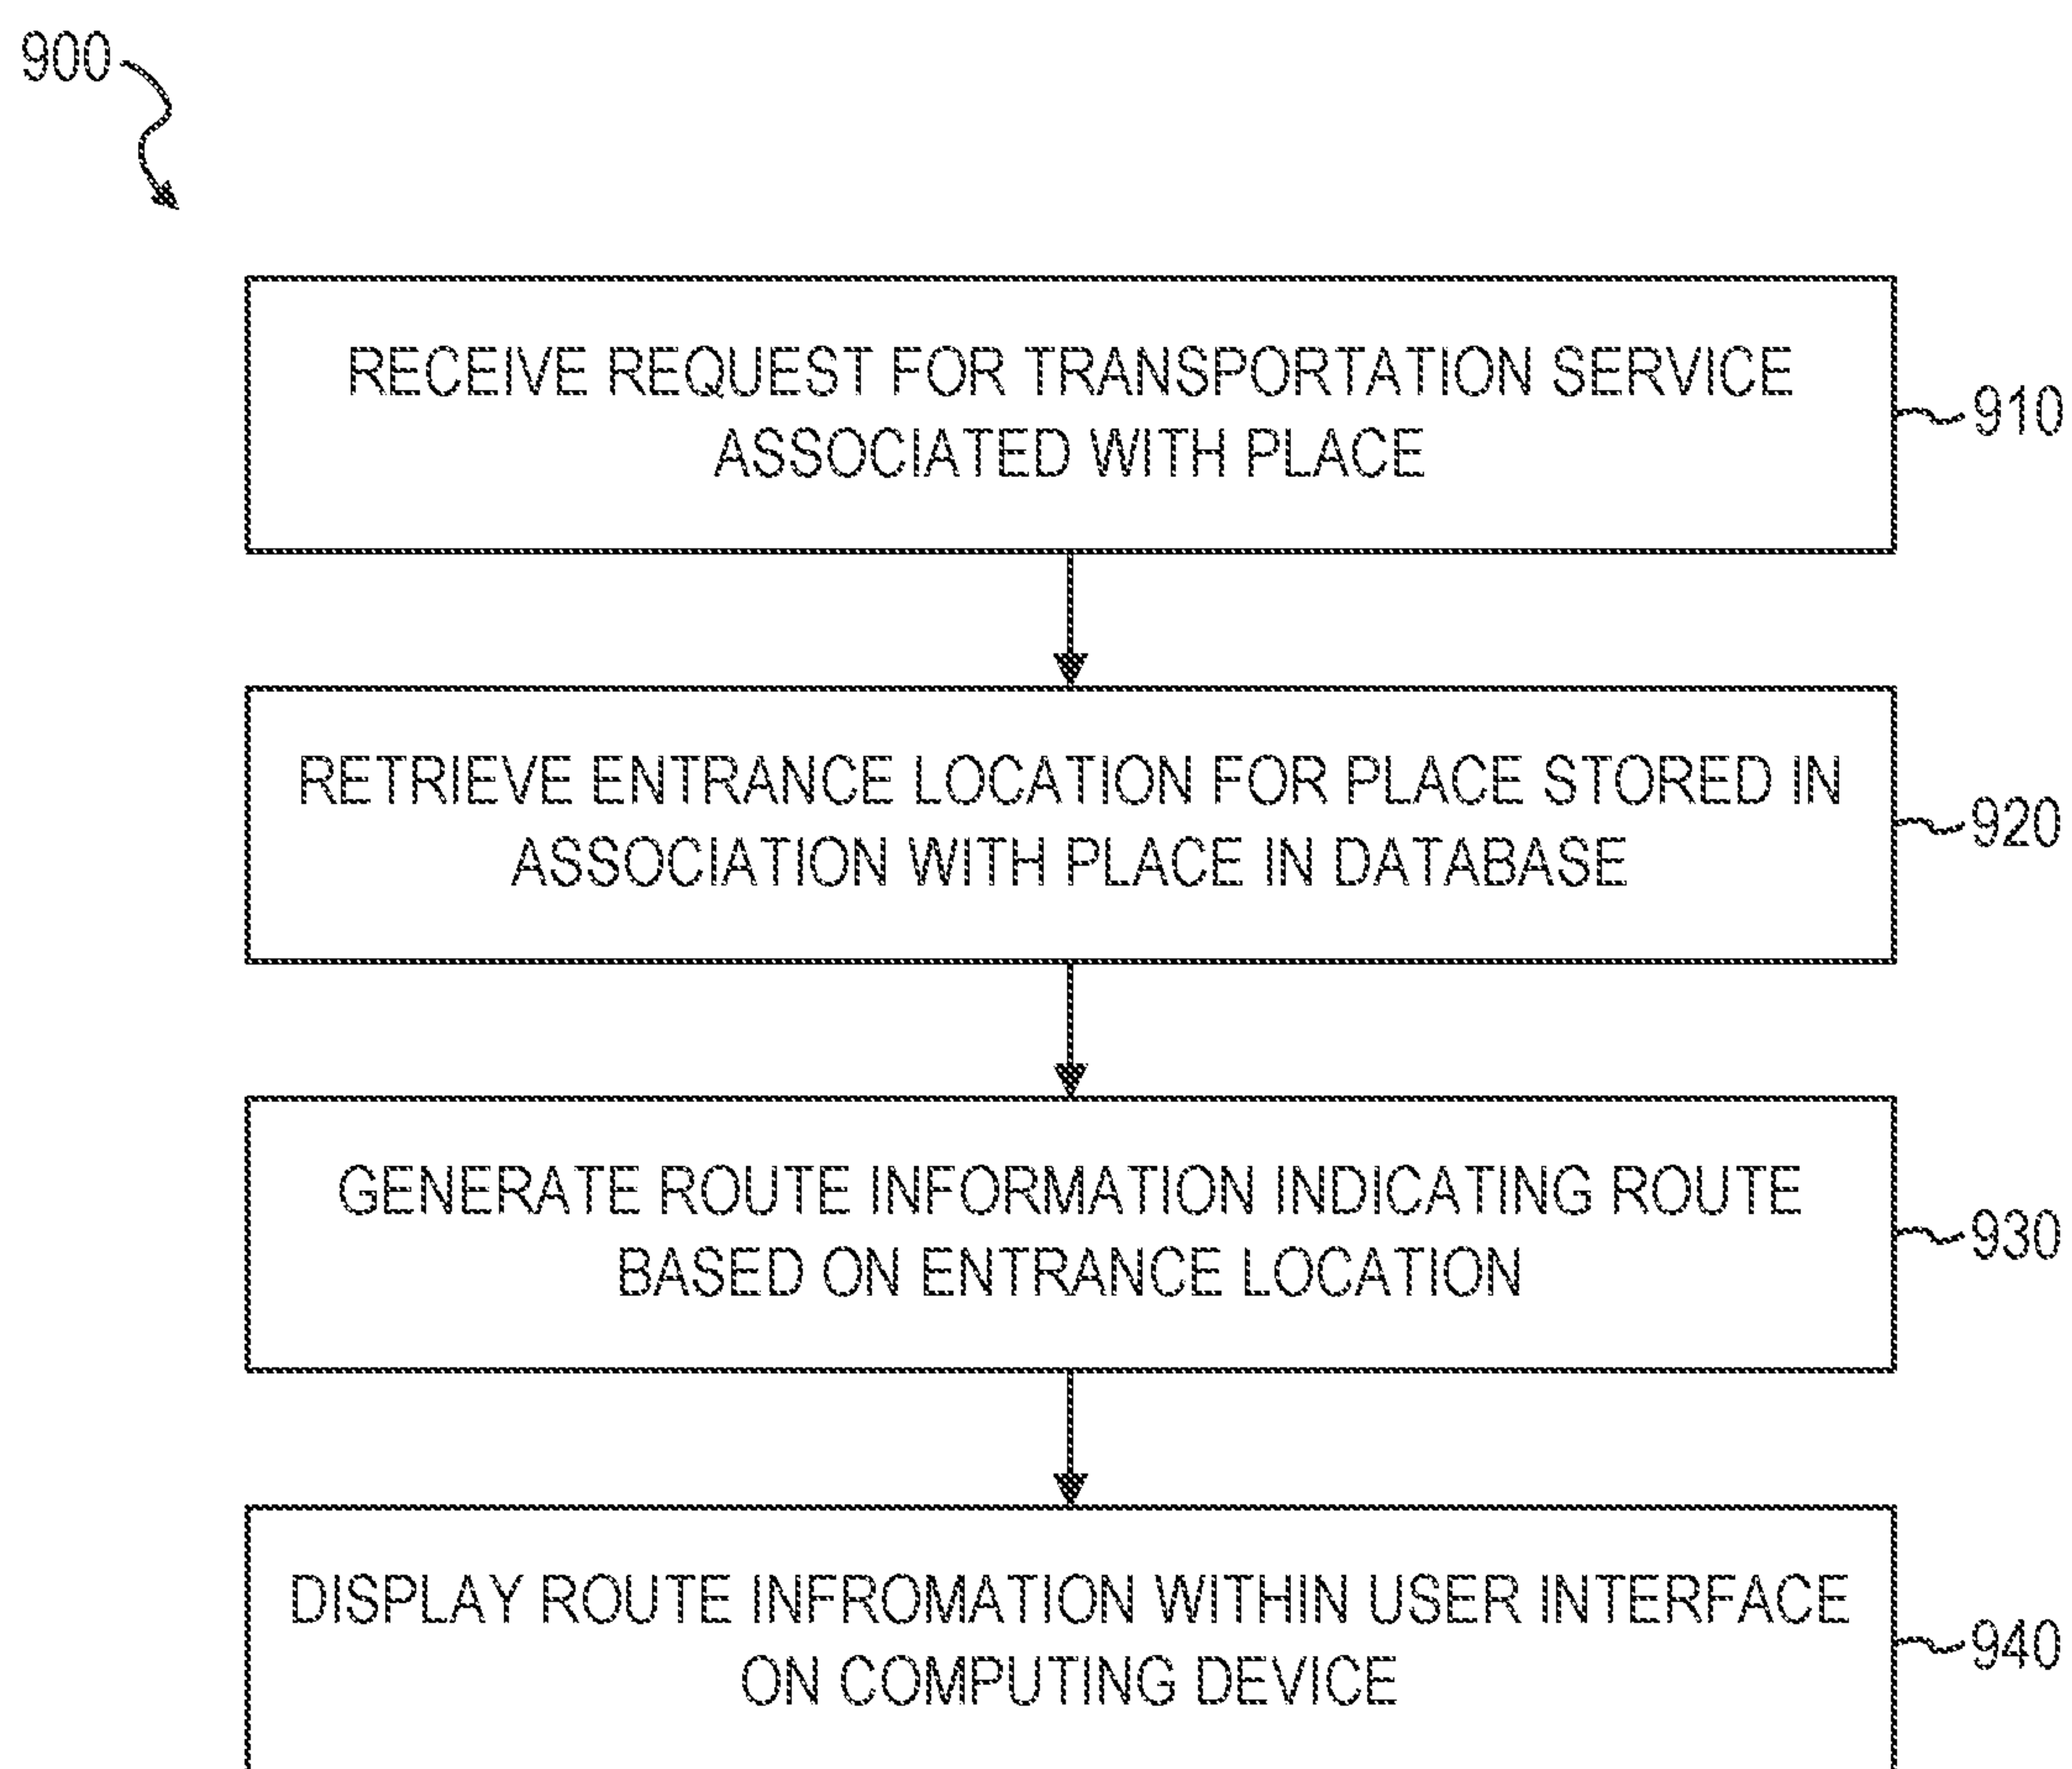 900
RECEIVE REQUEST FOR TRANSPORTATION SERVICE
ASSOCIATED WITH PLACE
910
RETRIEVE ENTRANCE LOCATION FOR PLACE STORED IN
ASSOCIATION WITH PLACE IN DATABASE
920
GENERATE ROUTE INFORMATION INDICATING ROUTE
BASED ON ENTRANCE LOCATION
930
DISPLAY ROUTE INFROMATION WITHIN USER INTERFACE
ON COMPUTING DEVICE
940